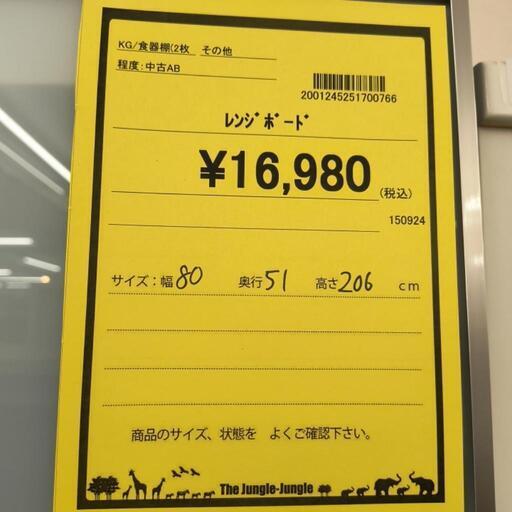 KG/食器棚(2枚 その他
程度:中古AB
2001245251700766
ﾚﾝｼﾞﾎﾞｰﾄﾞ
¥16,980
(税込)
150924
サイズ:幅80 奥行51 高さ206 cm
商品のサイズ、状態を よくご確認下さい。
The Jungle-Jungle